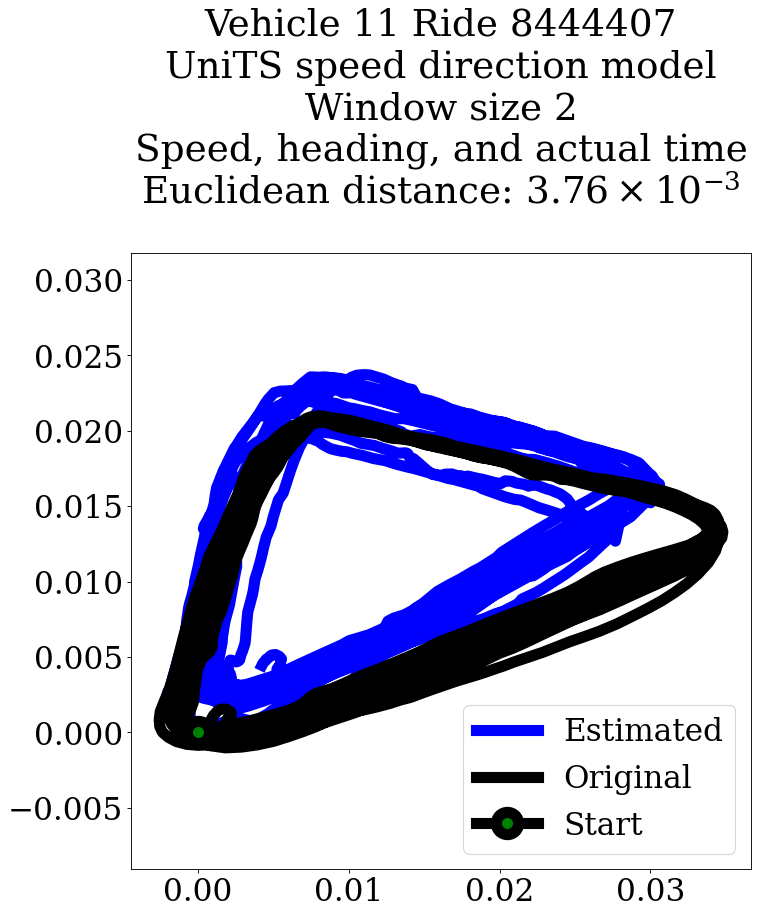 Vehicle 11 Ride 8444407
UniTS speed direction model
Window size 2
Speed, heading, and actual time
Euclidean distance: 3.76 × 10⁻³
0.030
0.025
0.020
0.015
0.010
0.005
0.000
−0.005
Estimated
Original
Start
0.00 0.01 0.02 0.03